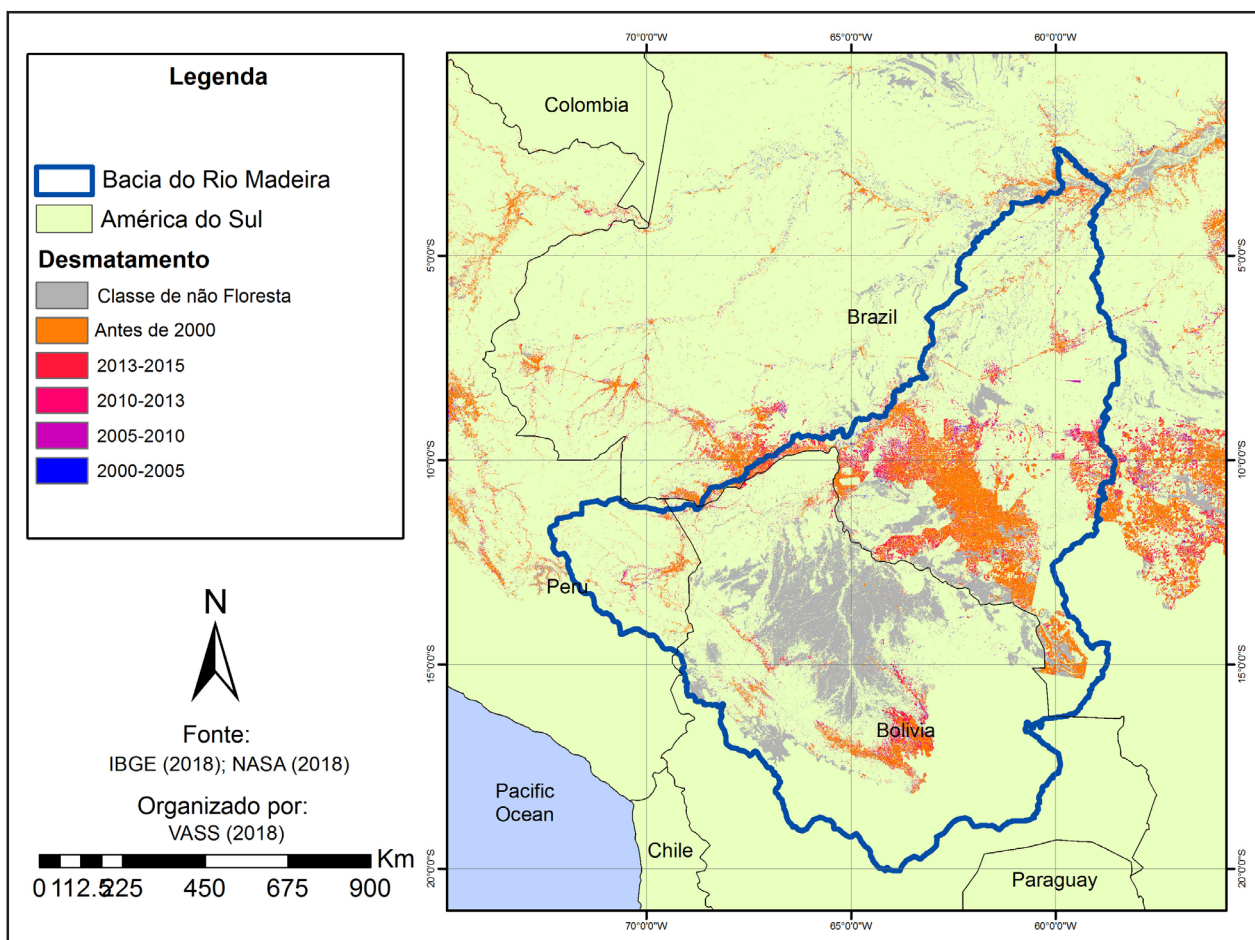 Legenda
Bacia do Rio Madeira
América do Sul
Desmatamento
Classe de não Floresta
Antes de 2000
2013-2015
2010-2013
2005-2010
2000-2005
N
Fonte:
IBGE (2018); NASA (2018)
Organizado por:
VASS (2018)
Km
0 112.5 225 450 675 900
70°0'0"W 65°0'0"W 60°0'0"W
Colombia
5°0'0"S 5°0'0"S
Brazil
10°0'0"S 10°0'0"S
Peru
15°0'0"S 15°0'0"S
Bolivia
Pacific
Ocean
Chile
20°0'0"S 20°0'0"S
Paraguay
70°0'0"W 65°0'0"W 60°0'0"W